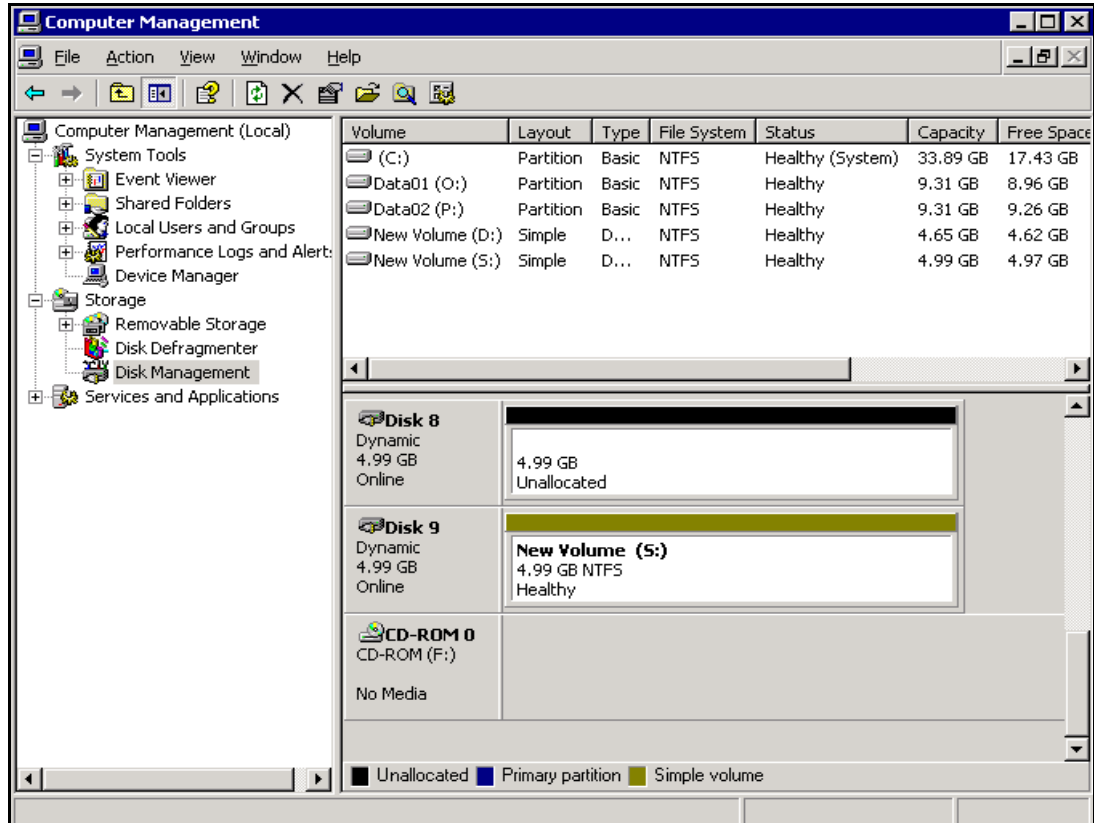 Computer Management
File Action View Window Help
Computer Management (Local)
System Tools
Event Viewer
Shared Folders
Local Users and Groups
Performance Logs and Alert
Device Manager
Storage
Removable Storage
Disk Defragmenter
Disk Management
Services and Applications
Volume Layout Type File System Status Capacity Free Space
(C:) Partition Basic NTFS Healthy (System) 33.89 GB 17.43 GB
Data01 (O:) Partition Basic NTFS Healthy 9.31 GB 8.96 GB
Data02 (P:) Partition Basic NTFS Healthy 9.31 GB 9.26 GB
New Volume (D:) Simple D... NTFS Healthy 4.65 GB 4.62 GB
New Volume (S:) Simple D... NTFS Healthy 4.99 GB 4.97 GB
Disk 8
Dynamic
4.99 GB
Online
4.99 GB
Unallocated
Disk 9
Dynamic
4.99 GB
Online
New Volume (S:)
4.99 GB NTFS
Healthy
CD-ROM 0
CD-ROM (F:)
No Media
Unallocated Primary partition Simple volume